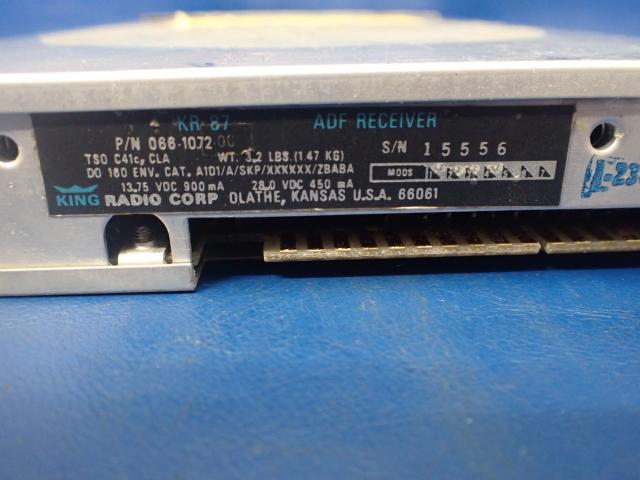 KR 87 ADF RECEIVER
P/N 066-1072-00 S/N 15556
TSO C41c, CLA WT. 3.2 LBS.(1.47 KG)
DO 160 ENV. CAT. A1D1/A/SKP/XXXXXX/ZBABA MODS
13.75 VDC 900 mA 28.0 VDC 450 mA
KING RADIO CORP OLATHE, KANSAS U.S.A. 66061